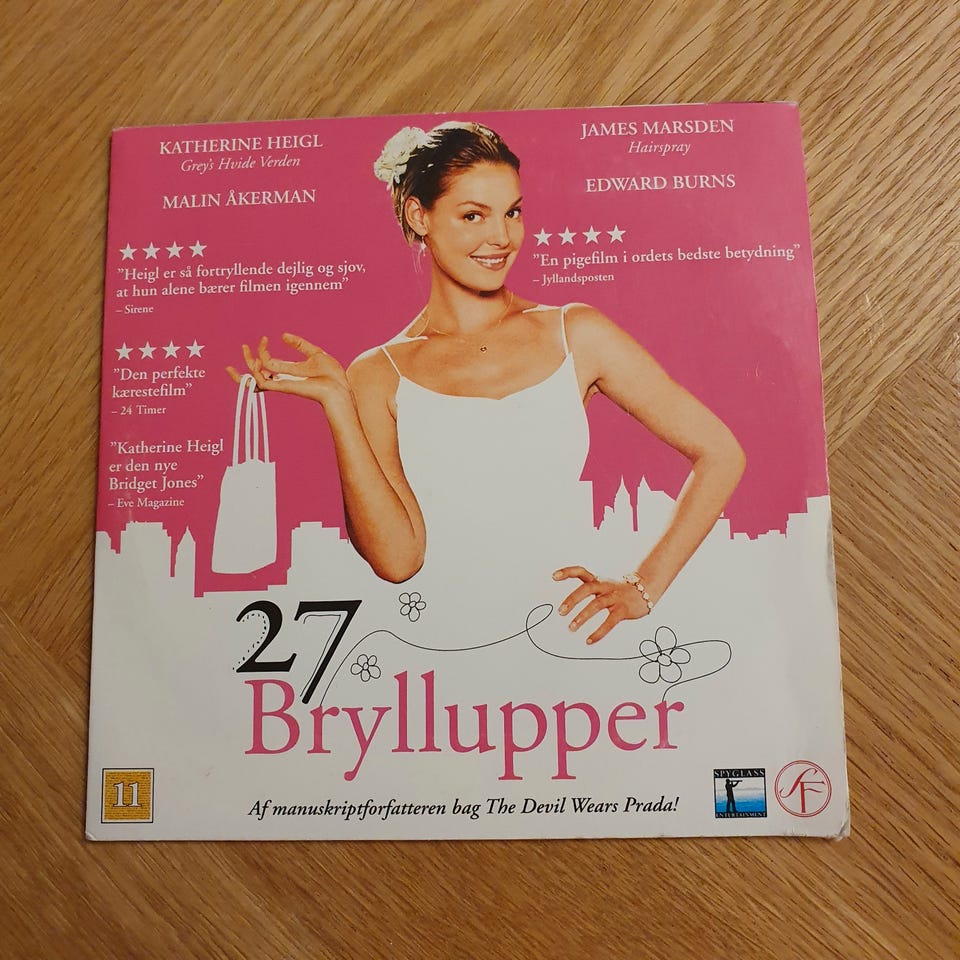 KATHERINE HEIGL
Grey's Hvide Verden
MALIN ÅKERMAN
JAMES MARSDEN
Hairspray
EDWARD BURNS
"Heigl er så fortryllende dejlig og sjov,
at hun alene bærer filmen igennem"
– Sirene
"En pigefilm i ordets bedste betydning"
– Jyllandsposten
"Den perfekte
kærestefilm"
– 24 Timer
"Katherine Heigl
er den nye
Bridget Jones"
– Eve Magazine
27
Bryllupper
11
Af manuskriptforfatteren bag The Devil Wears Prada!
SPYGLASS
ENTERTAINMENT
SF